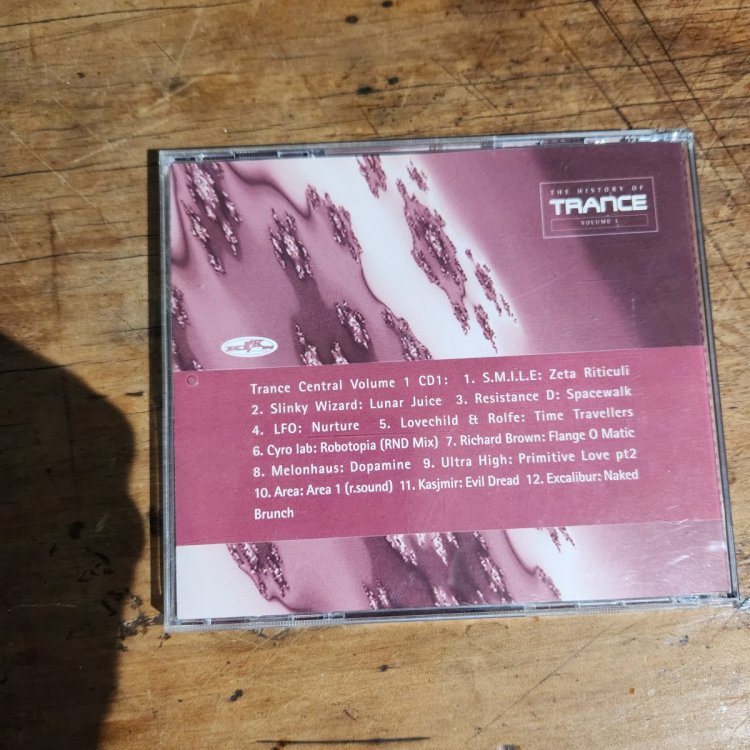 THE HISTORY OF
TRANCE
VOLUME 1
Trance Central Volume 1 CD1: 1. S.M.I.L.E: Zeta Riticuli
2. Slinky Wizard: Lunar Juice 3. Resistance D: Spacewalk
4. LFO: Nurture 5. Lovechild & Rolfe: Time Travellers
6. Cyro lab: Robotopia (RND Mix) 7. Richard Brown: Flange O Matic
8. Melonhaus: Dopamine 9. Ultra High: Primitive Love pt2
10. Area: Area 1 (r.sound) 11. Kasjmir: Evil Dread 12. Excalibur: Naked
Brunch